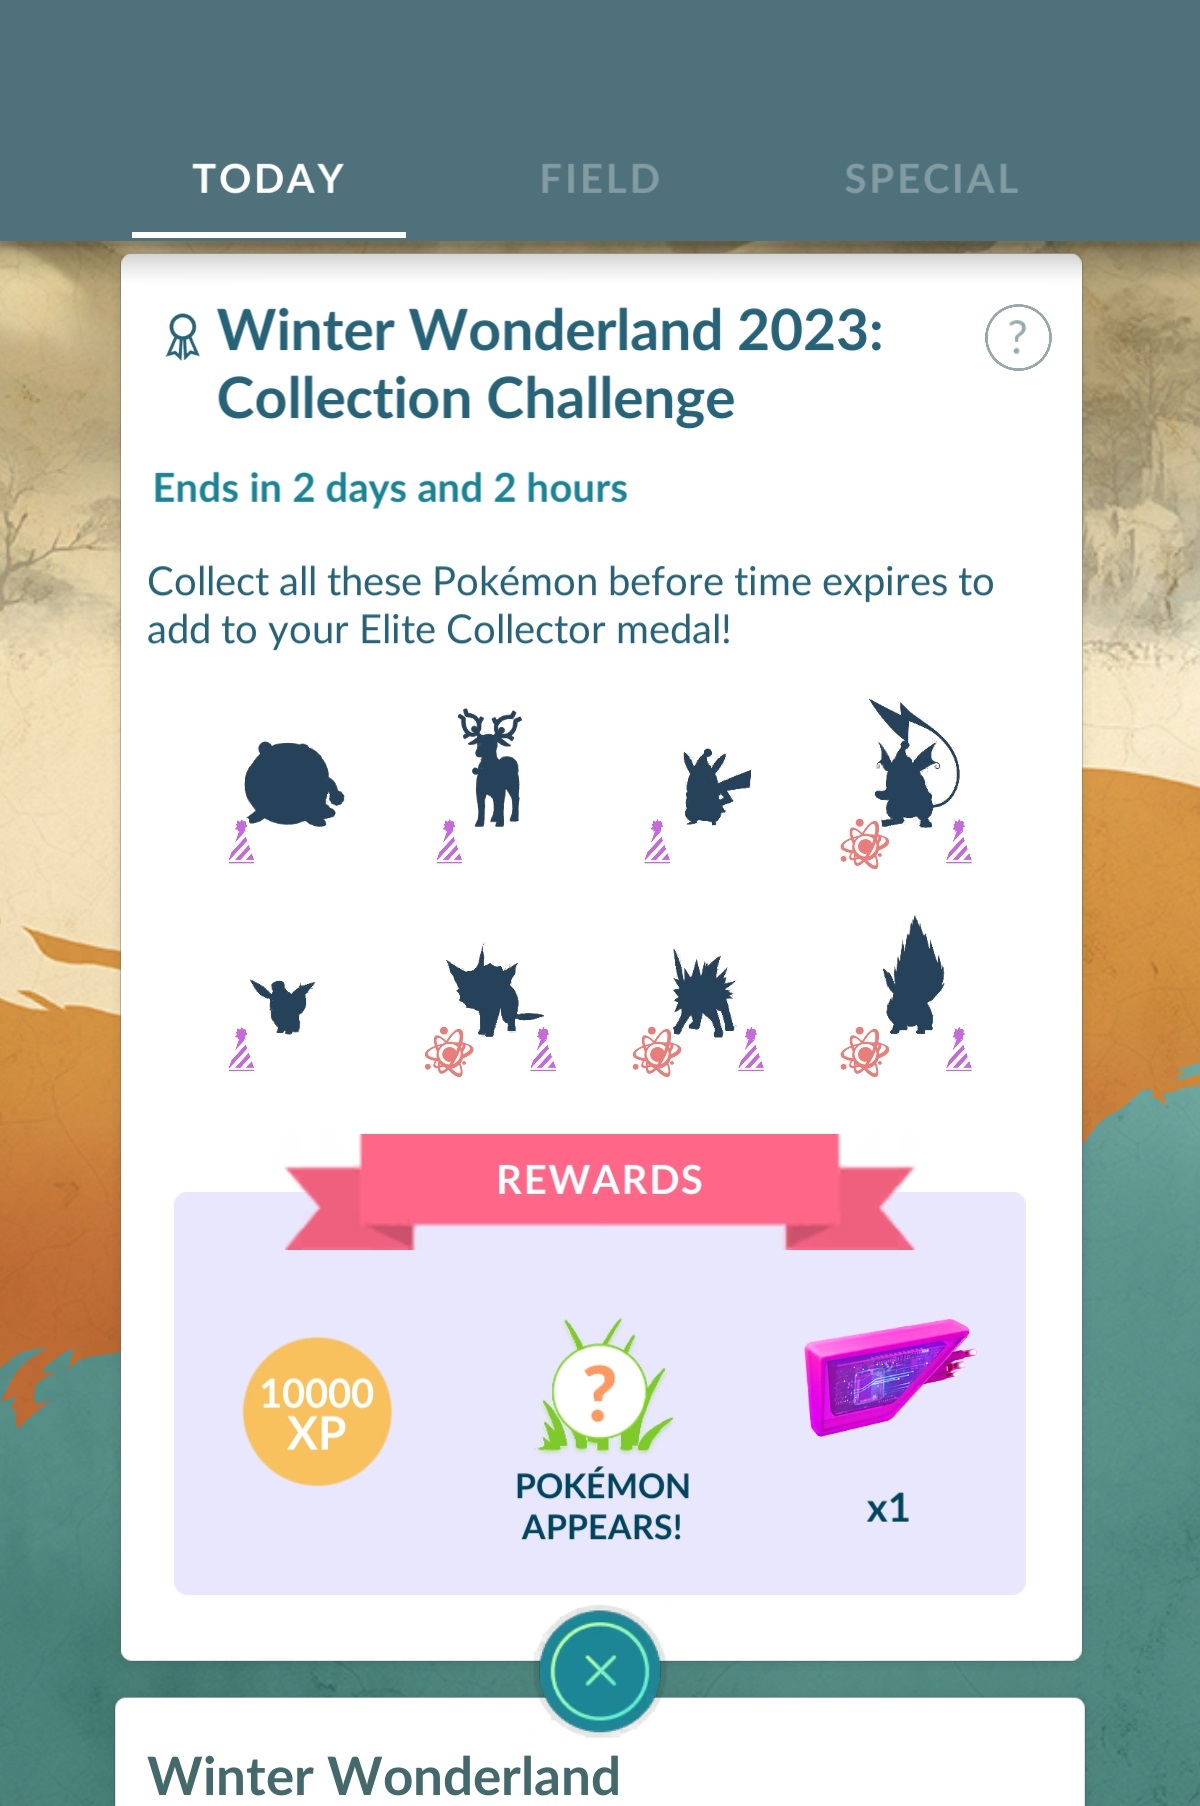 TODAY FIELD SPECIAL
Winter Wonderland 2023:
Collection Challenge
?
Ends in 2 days and 2 hours
Collect all these Pokémon before time expires to
add to your Elite Collector medal!
REWARDS
10000
XP
?
POKÉMON
APPEARS!
x1
Winter Wonderland